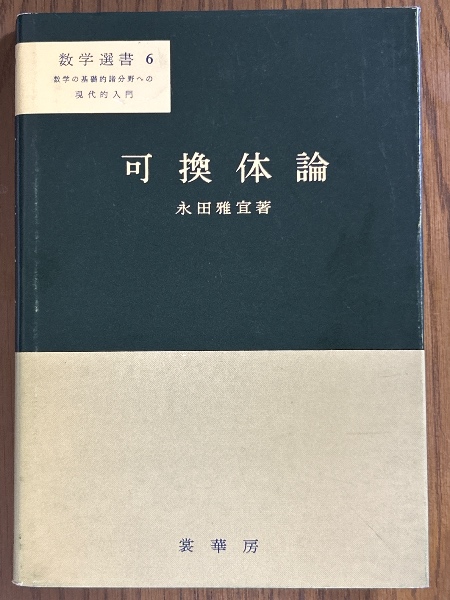 数学選書 6
数学の基礎的諸分野への
現代的入門
可換体論
永田雅宜著
裳華房